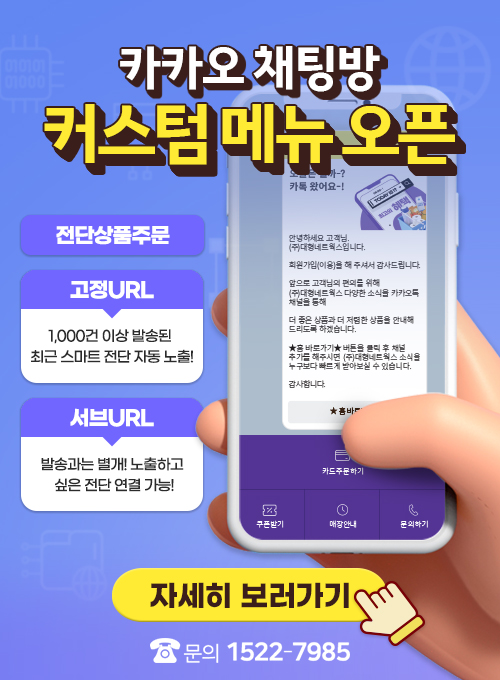 카카오 채팅방
커스텀 메뉴 오픈
전단상품주문
고정URL
1,000건 이상 발송된
최근 스마트 전단 자동 노출!
서브URL
발송과는 별개! 노출하고
싶은 전단 연결 가능!
카톡 왔어요~!
안녕하세요 고객님.
(주)대형네트웍스입니다.
회원가입(이용)을 해 주셔서 감사드립니다.
앞으로 고객님의 편의를 위해
(주)대형네트웍스 다양한 소식을 카카오톡
채널을 통해
더 좋은 상품과 더 저렴한 상품을 안내해
드리도록 하겠습니다.
★홈 바로가기★ 버튼을 클릭 후 채널
추가를 해주시면 (주)대형네트웍스 소식을
누구보다 빠르게 받아보실 수 있습니다.
감사합니다.
★ 홈바로
카드주문하기
쿠폰받기
매장안내
문의하기
자세히 보러가기
문의 1522-7985